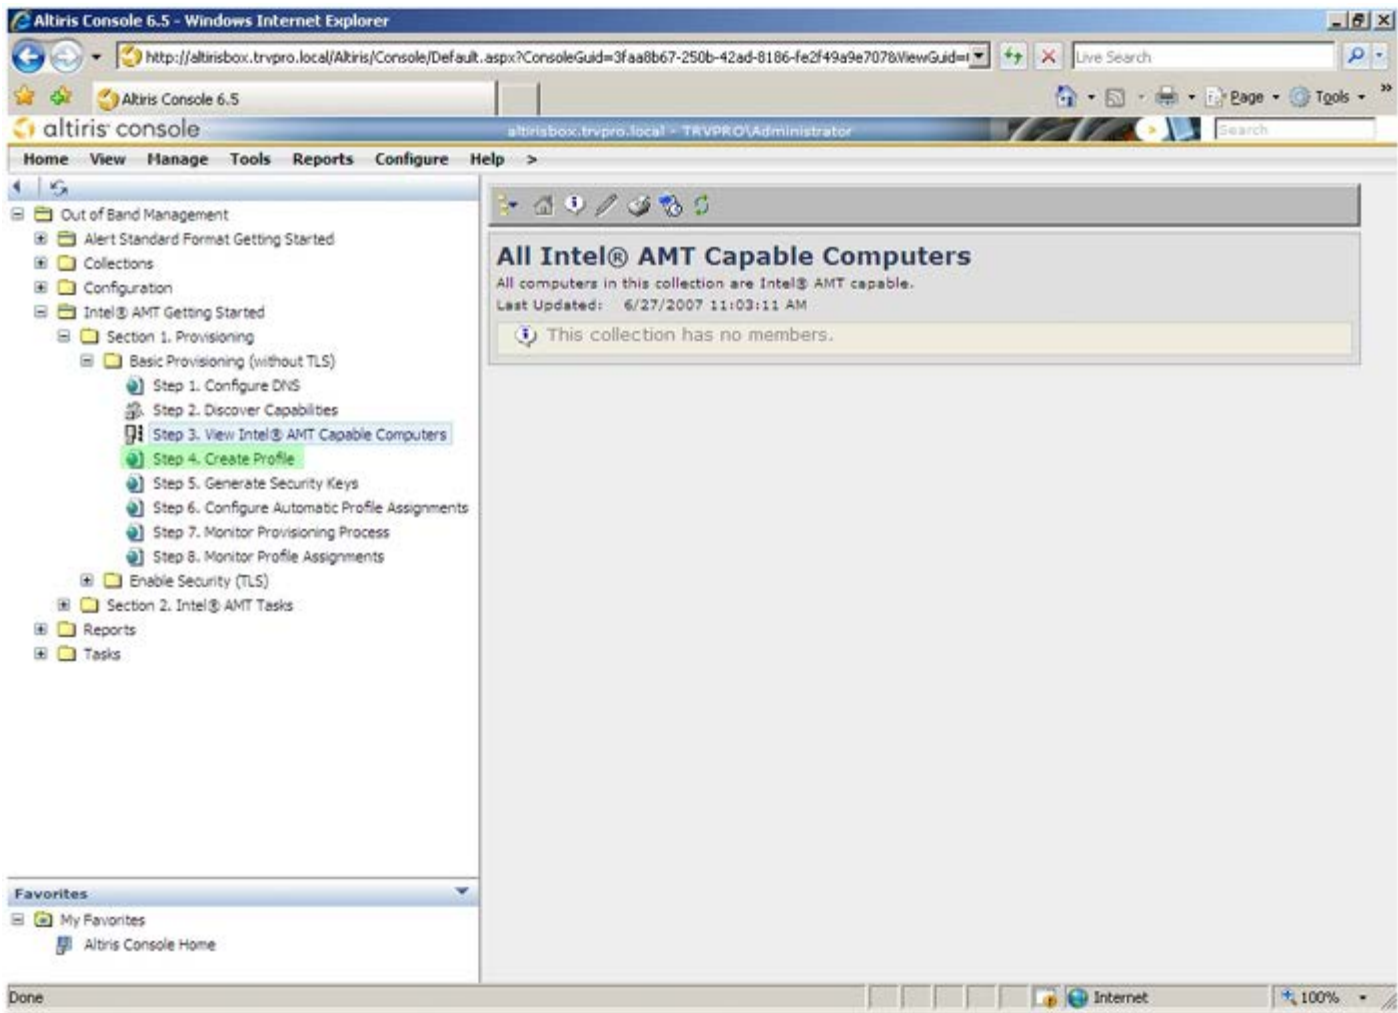 Altiris Console 6.5 - Windows Internet Explorer
http://altirisbox.trvpro.local/Altiris/Console/Default.aspx?ConsoleGuid=3faa8b67-250b-42ad-8186-fe2f49a9e707&ViewGuid=
Live Search
Altiris Console 6.5
Page
Tools
altiris console
altirisbox.trvpro.local - TRVPRO\Administrator
Search
Home View Manage Tools Reports Configure Help >
Out of Band Management
Alert Standard Format Getting Started
Collections
Configuration
Intel® AMT Getting Started
Section 1. Provisioning
Basic Provisioning (without TLS)
Step 1. Configure DNS
Step 2. Discover Capabilities
Step 3. View Intel® AMT Capable Computers
Step 4. Create Profile
Step 5. Generate Security Keys
Step 6. Configure Automatic Profile Assignments
Step 7. Monitor Provisioning Process
Step 8. Monitor Profile Assignments
Enable Security (TLS)
Section 2. Intel® AMT Tasks
Reports
Tasks
All Intel® AMT Capable Computers
All computers in this collection are Intel® AMT capable.
Last Updated: 6/27/2007 11:03:11 AM
This collection has no members.
Favorites
My Favorites
Altiris Console Home
Done
Internet
100%